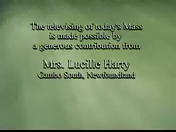 The televising of today's Mass
is made possible by
a generous contribution from
Mrs. Lucille Harty
Cambo South, Newfoundland